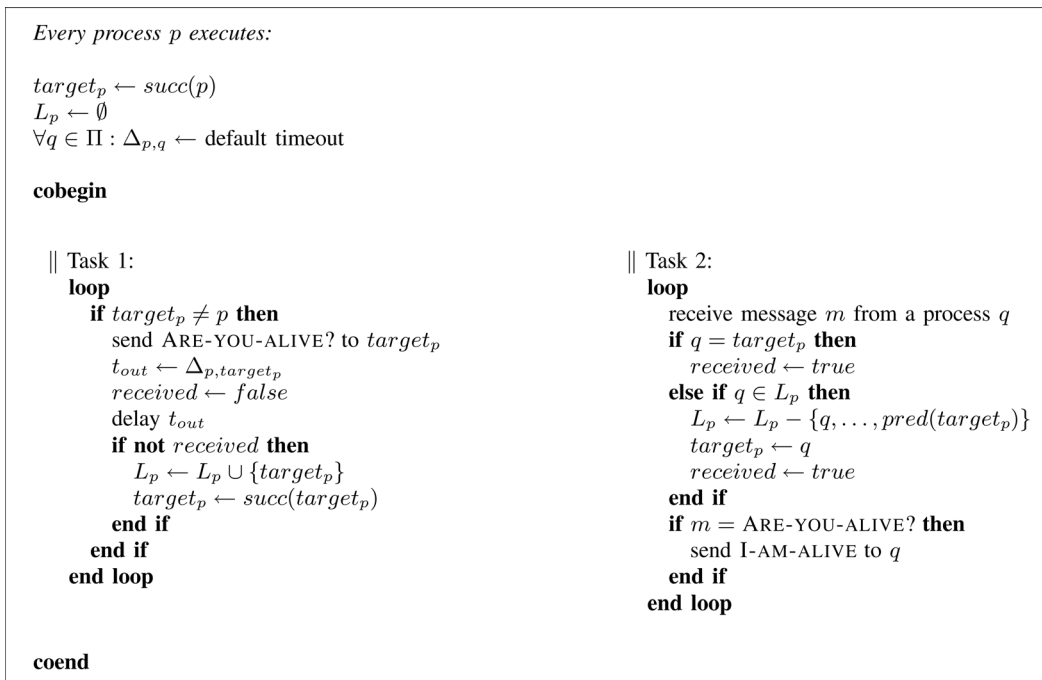 Every process p executes:
target_p ← succ(p)
L_p ← ∅
∀q ∈ Π : Δ_{p,q} ← default timeout
cobegin
|| Task 1:
loop
if target_p ≠ p then
send ARE-YOU-ALIVE? to target_p
t_{out} ← Δ_{p,target_p}
received ← false
delay t_{out}
if not received then
L_p ← L_p ∪ {target_p}
target_p ← succ(target_p)
end if
end if
end loop
|| Task 2:
loop
receive message m from a process q
if q = target_p then
received ← true
else if q ∈ L_p then
L_p ← L_p − {q, . . . , pred(target_p)}
target_p ← q
received ← true
end if
if m = ARE-YOU-ALIVE? then
send I-AM-ALIVE to q
end if
end loop
coend